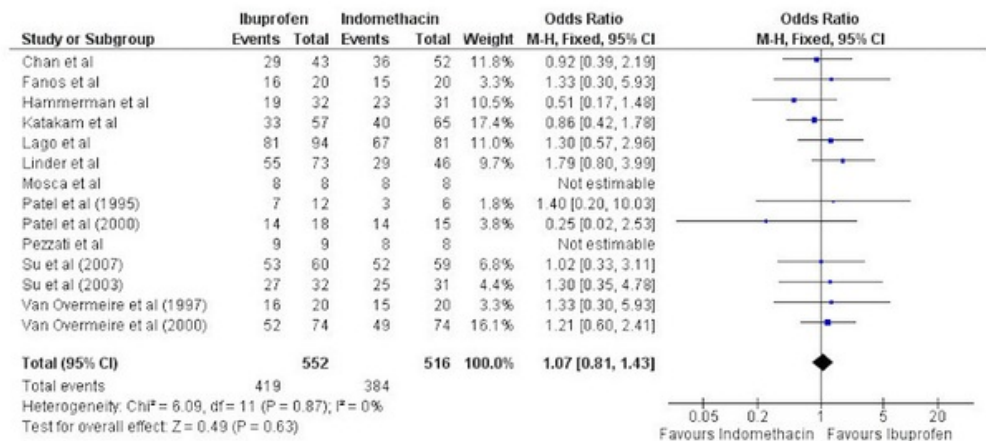 Ibuprofen Indomethacin Odds Ratio Odds Ratio
Study or Subgroup Events Total Events Total Weight M-H, Fixed, 95% CI M-H, Fixed, 95% CI
Chan et al 29 43 36 52 11.8% 0.92 [0.39, 2.19]
Fanos et al 16 20 15 20 3.3% 1.33 [0.30, 5.93]
Hammerman et al 19 32 23 31 10.5% 0.51 [0.17, 1.48]
Katakam et al 33 57 40 65 17.4% 0.86 [0.42, 1.78]
Lago et al 81 94 67 81 11.0% 1.30 [0.57, 2.96]
Linder et al 55 73 29 46 9.7% 1.79 [0.80, 3.99]
Mosca et al 8 8 8 8 Not estimable
Patel et al (1995) 7 12 3 6 1.8% 1.40 [0.20, 10.03]
Patel et al (2000) 14 18 14 15 3.8% 0.25 [0.02, 2.53]
Pezzati et al 9 9 8 8 Not estimable
Su et al (2007) 53 60 52 59 6.8% 1.02 [0.33, 3.11]
Su et al (2003) 27 32 25 31 4.4% 1.30 [0.35, 4.78]
Van Overmeire et al (1997) 16 20 15 20 3.3% 1.33 [0.30, 5.93]
Van Overmeire et al (2000) 52 74 49 74 16.1% 1.21 [0.60, 2.41]
Total (95% CI) 552 516 100.0% 1.07 [0.81, 1.43]
Total events 419 384
Heterogeneity: Chi² = 6.09, df = 11 (P = 0.87); I² = 0%
Test for overall effect: Z = 0.49 (P = 0.63)
0.05 0.2 1 5 20
Favours Indomethacin Favours Ibuprofen